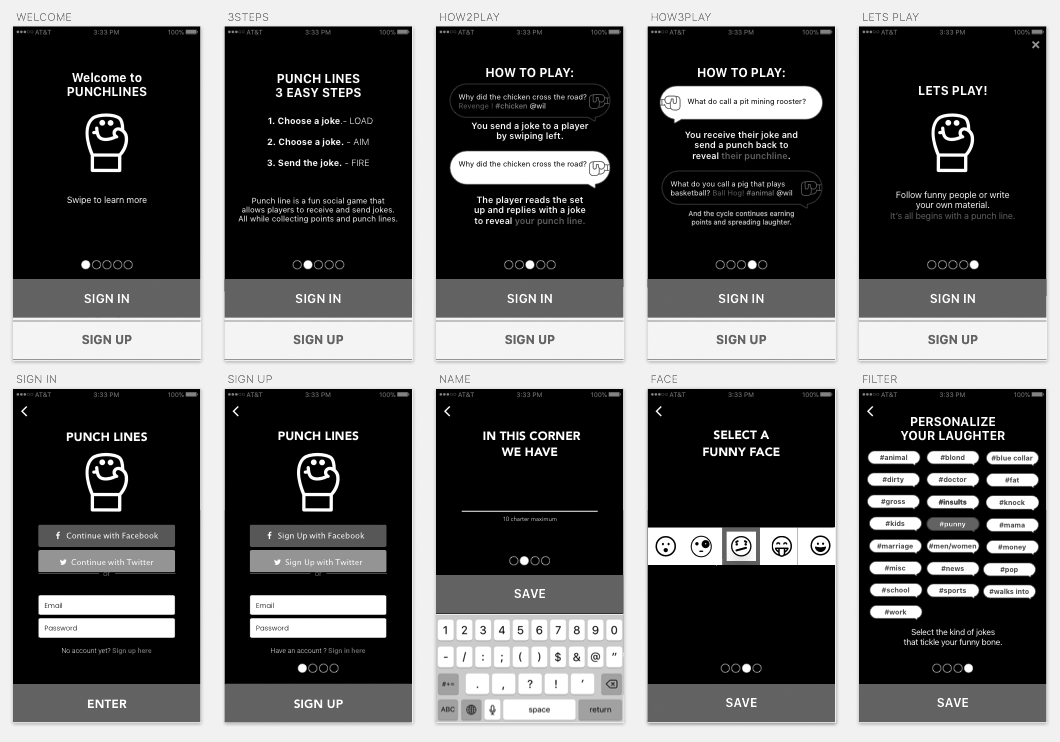 WELCOME
AT&T 3:33 PM 100%
Welcome to
PUNCHLINES
Swipe to learn more
SIGN IN
SIGN UP
3STEPS
AT&T 3:33 PM 100%
PUNCH LINES
3 EASY STEPS
1. Choose a joke.- LOAD
2. Choose a joke. - AIM
3. Send the joke. - FIRE
Punch line is a fun social game that
allows players to receive and send jokes.
All while collecting points and punch lines.
SIGN IN
SIGN UP
HOW2PLAY
AT&T 3:33 PM 100%
HOW TO PLAY:
Why did the chicken cross the road?
Revenge ! #chicken @wil
You send a joke to a player
by swiping left.
Why did the chicken cross the road?
The player reads the set
up and replies with a joke
to reveal your punch line.
SIGN IN
SIGN UP
HOW3PLAY
AT&T 3:33 PM 100%
HOW TO PLAY:
What do call a pit mining rooster?
You receive their joke and
send a punch back to
reveal their punchline.
What do you call a pig that plays
basketball? Ball Hog! #animal @wil
And the cycle continues earning
points and spreading laughter.
SIGN IN
SIGN UP
LETS PLAY
AT&T 3:33 PM 100%
LETS PLAY!
Follow funny people or write
your own material.
It's all begins with a punch line.
SIGN IN
SIGN UP
SIGN IN
AT&T 3:33 PM 100%
PUNCH LINES
Continue with Facebook
Continue with Twitter
or
Email
Password
No account yet? Sign up here
ENTER
SIGN UP
AT&T 3:33 PM 100%
PUNCH LINES
Sign Up with Facebook
Sign Up with Twitter
or
Email
Password
Have an account ? Sign in here
SIGN UP
NAME
AT&T 3:33 PM 100%
IN THIS CORNER
WE HAVE
10 charter maximum
SAVE
1 2 3 4 5 6 7 8 9 0
- / : ; ( ) $ & @ "
#+= . , ? ! ' 
ABC space return
FACE
AT&T 3:33 PM 100%
SELECT A
FUNNY FACE
SAVE
FILTER
AT&T 3:33 PM 100%
PERSONALIZE
YOUR LAUGHTER
#animal #blond #blue collar
#dirty #doctor #fat
#gross #insults #knock
#kids #punny #mama
#marriage #men/women #money
#misc #news #pop
#school #sports #walks into
#work
Select the kind of jokes
that tickle your funny bone.
SAVE